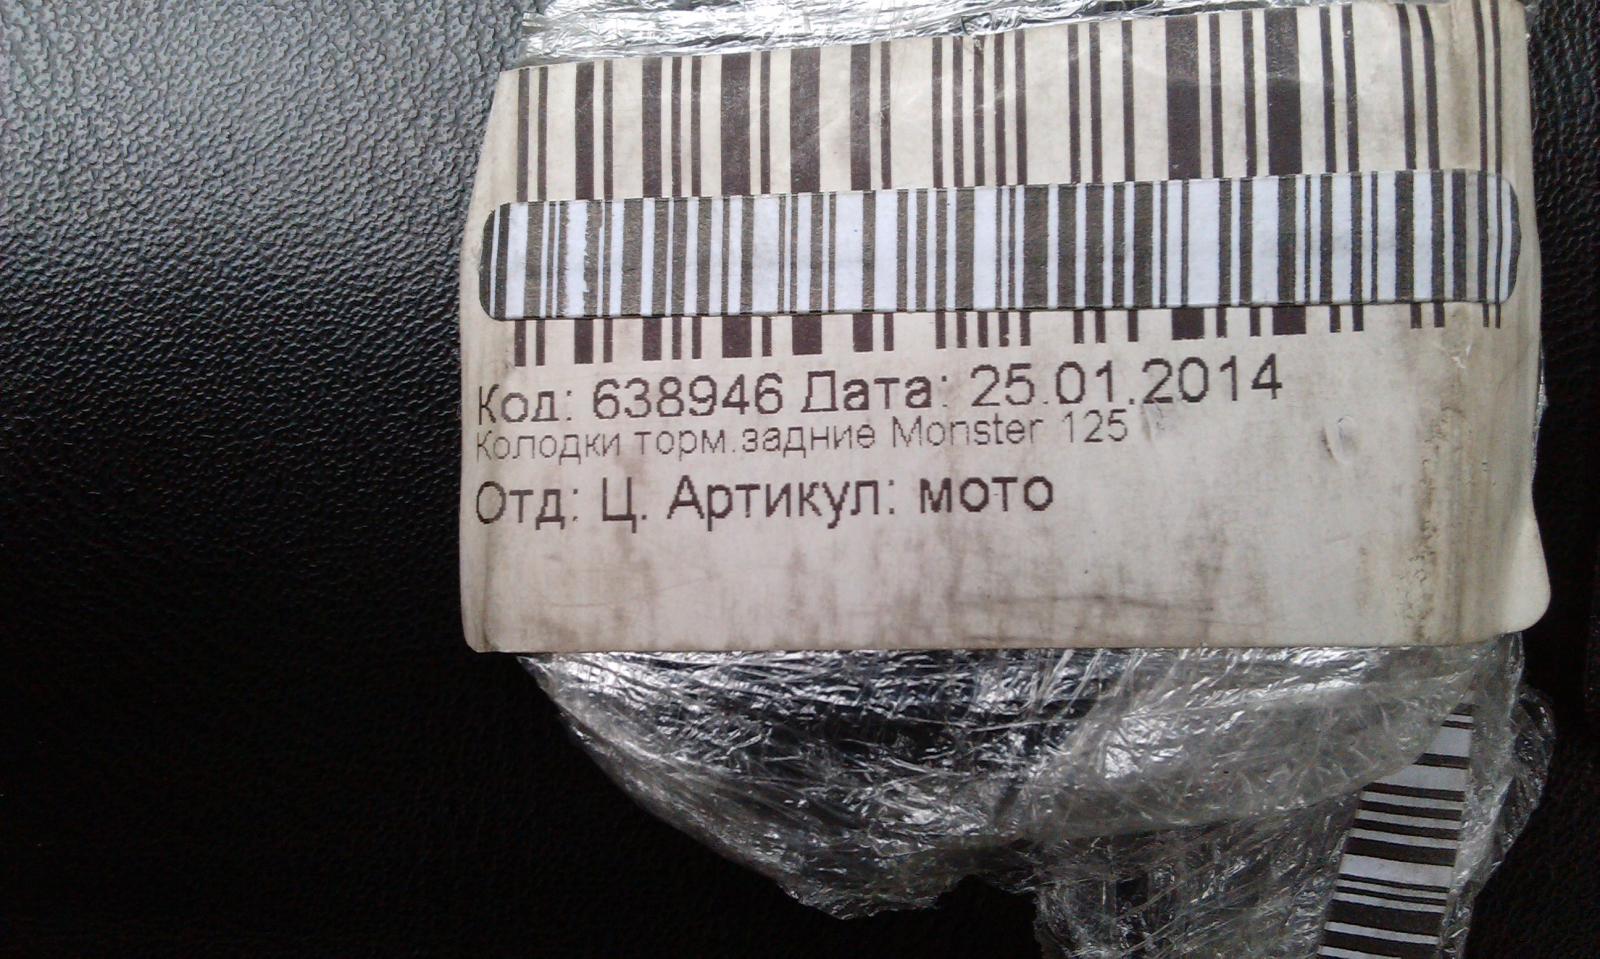 Код: 638946 Дата: 25.01.2014
Колодки торм.задние Monster 125
Отд: Ц. Артикул: мото